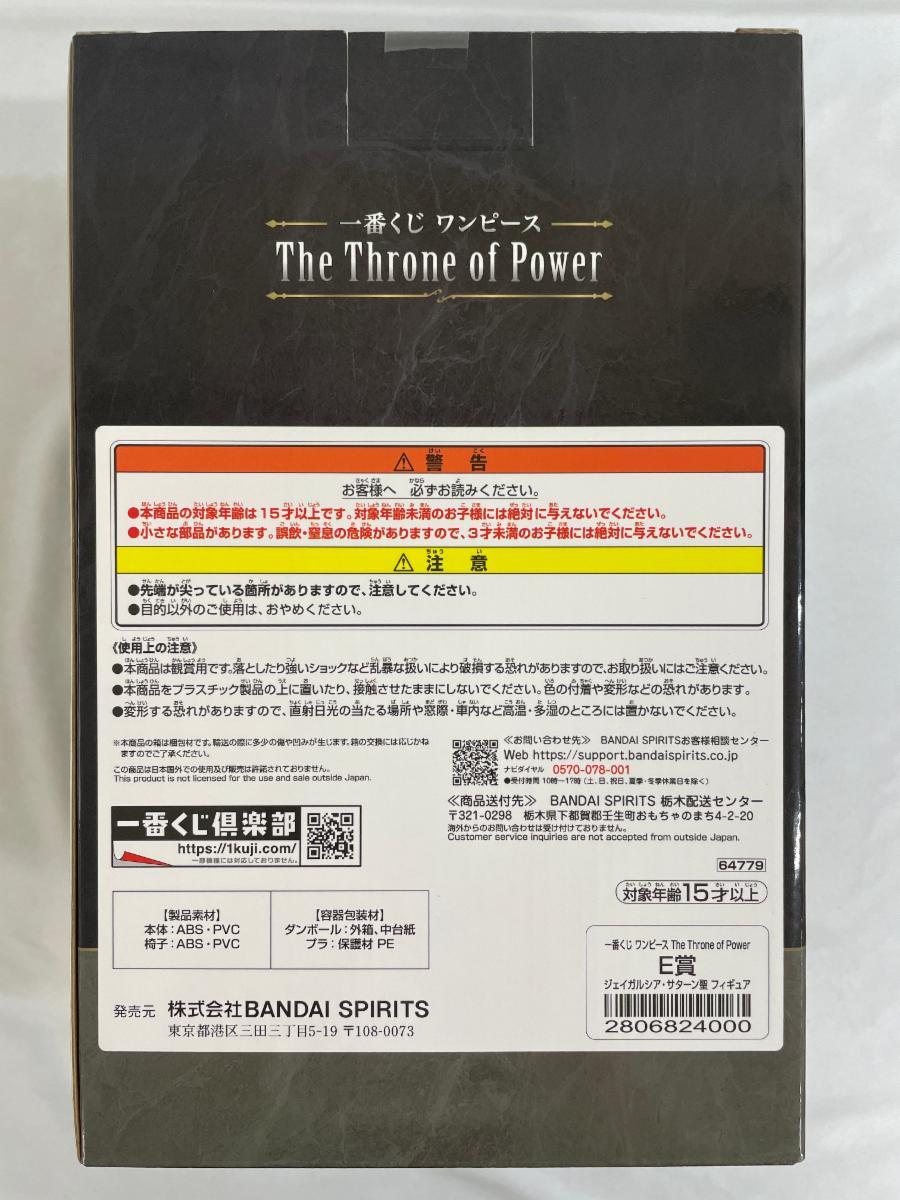 一番くじ ワンピース
The Throne of Power
⚠ 警告
お客様へ 必ずお読みください。
●本商品の対象年齢は15才以上です。対象年齢未満のお子様には絶対に与えないでください。
●小さな部品があります。誤飲・窒息の危険がありますので、3才未満のお子様には絶対に与えないでください。
⚠ 注意
●先端が尖っている箇所がありますので、注意してください。
●目的以外のご使用は、おやめください。
《使用上の注意》
●本商品は観賞用です。落としたり強いショックなど乱暴な扱いにより破損する恐れがありますので、お取り扱いにはご注意ください。
●本商品をプラスチック製品の上に置いたり、接触させたままにしないでください。色の付着や変形などの恐れがあります。
●変形する恐れがありますので、直射日光の当たる場所や窓際・車内など高温・多湿のところには置かないでください。
※本商品の箱は梱包材です。輸送の際に多少の傷や凹みが生じます。箱の交換には応じかね
ますのでご了承ください。
この商品は日本国外での使用及び販売は許諾されておりません。
This product is not licensed for the use and sale outside Japan.
≪お問い合わせ先≫ BANDAI SPIRITSお客様相談センター
Web https://support.bandaispirits.co.jp
ナビダイヤル 0570-078-001
●受付時間 10時〜17時 (土、日、祝日、夏季・冬季休業日を除く)
≪商品送付先≫ BANDAI SPIRITS 栃木配送センター
〒321-0298 栃木県下都賀郡壬生町おもちゃのまち4-2-20
海外からのお問い合わせは受け付けておりません。
Customer service inquiries are not accepted from outside Japan.
一番くじ倶楽部
https://1kuji.com/
一部機種には対応しておりません。
64779
対象年齢15才以上
【製品素材】
本体:ABS・PVC
椅子:ABS・PVC
【容器包装材】
ダンボール:外箱、中台紙
プラ:保護材 PE
一番くじ ワンピース The Throne of Power
E賞
ジェイガルシア・サターン聖 フィギュア
2806824000
発売元 株式会社BANDAI SPIRITS
東京都港区三田三丁目5-19 〒108-0073